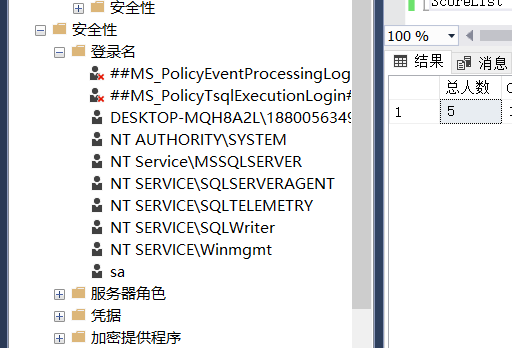 安全性
安全性
登录名
##MS_PolicyEventProcessingLog
##MS_PolicyTsqlExecutionLogin#
DESKTOP-MQH8A2L\1880056349
NT AUTHORITY\SYSTEM
NT Service\MSSQLSERVER
NT SERVICE\SQLSERVERAGENT
NT SERVICE\SQLTELEMETRY
NT SERVICE\SQLWriter
NT SERVICE\Winmgmt
sa
服务器角色
凭据
加密提供程序
ScoreList
100 %
结果 消息
总人数
1 5